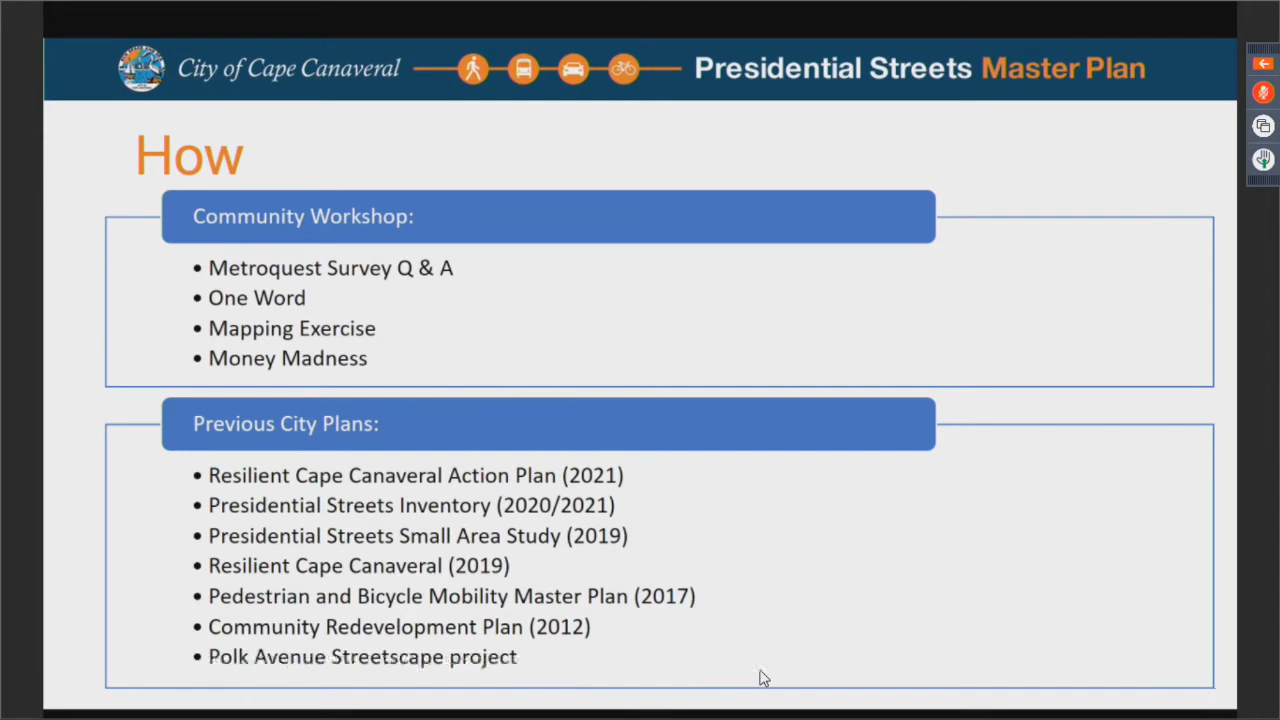 City of Cape Canaveral
Presidential Streets Master Plan
How
Community Workshop:
• Metroquest Survey Q & A
• One Word
• Mapping Exercise
• Money Madness
Previous City Plans:
• Resilient Cape Canaveral Action Plan (2021)
• Presidential Streets Inventory (2020/2021)
• Presidential Streets Small Area Study (2019)
• Resilient Cape Canaveral (2019)
• Pedestrian and Bicycle Mobility Master Plan (2017)
• Community Redevelopment Plan (2012)
• Polk Avenue Streetscape project